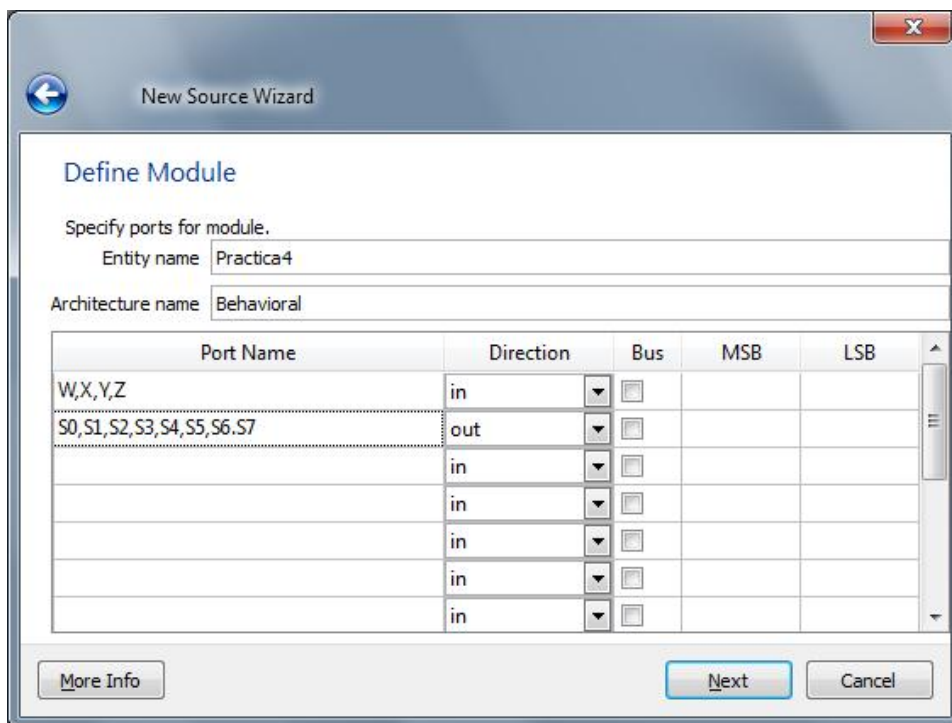 New Source Wizard
Define Module
Specify ports for module.
Entity name Practica4
Architecture name Behavioral
Port Name Direction Bus MSB LSB
W,X,Y,Z in
S0,S1,S2,S3,S4,S5,S6.S7 out
in
in
in
in
in
More Info Next Cancel